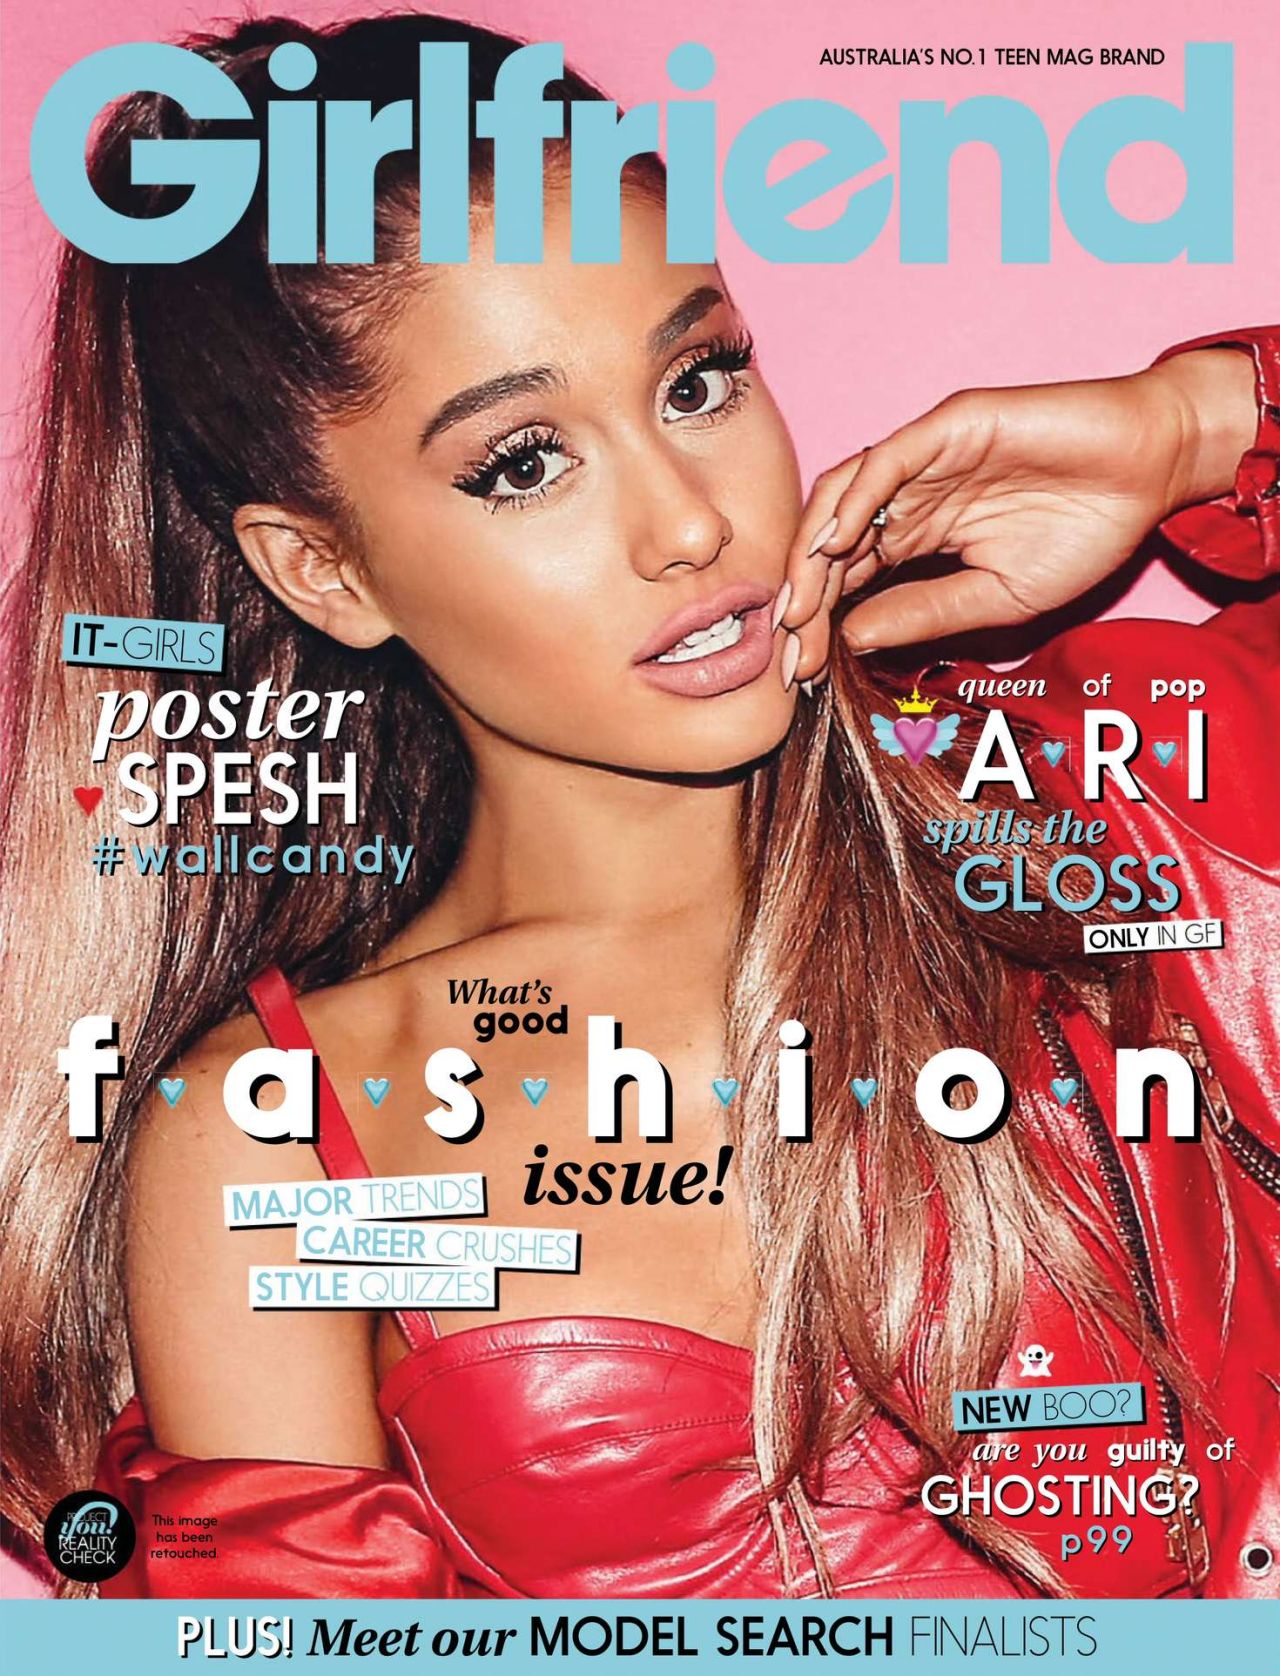 AUSTRALIA'S NO.1 TEEN MAG BRAND
Girlfriend
IT-GIRLS
poster
SPESH
#wallcandy
queen of pop
A·R·I
spills the
GLOSS
ONLY IN GF
What's
good
f·a·s·h·i·o·n
issue!
MAJOR TRENDS
CAREER CRUSHES
STYLE QUIZZES
NEW BOO?
are you guilty of
GHOSTING?
p99
PROJECT
you?
REALITY
CHECK
This image
has been
retouched.
PLUS! Meet our MODEL SEARCH FINALISTS